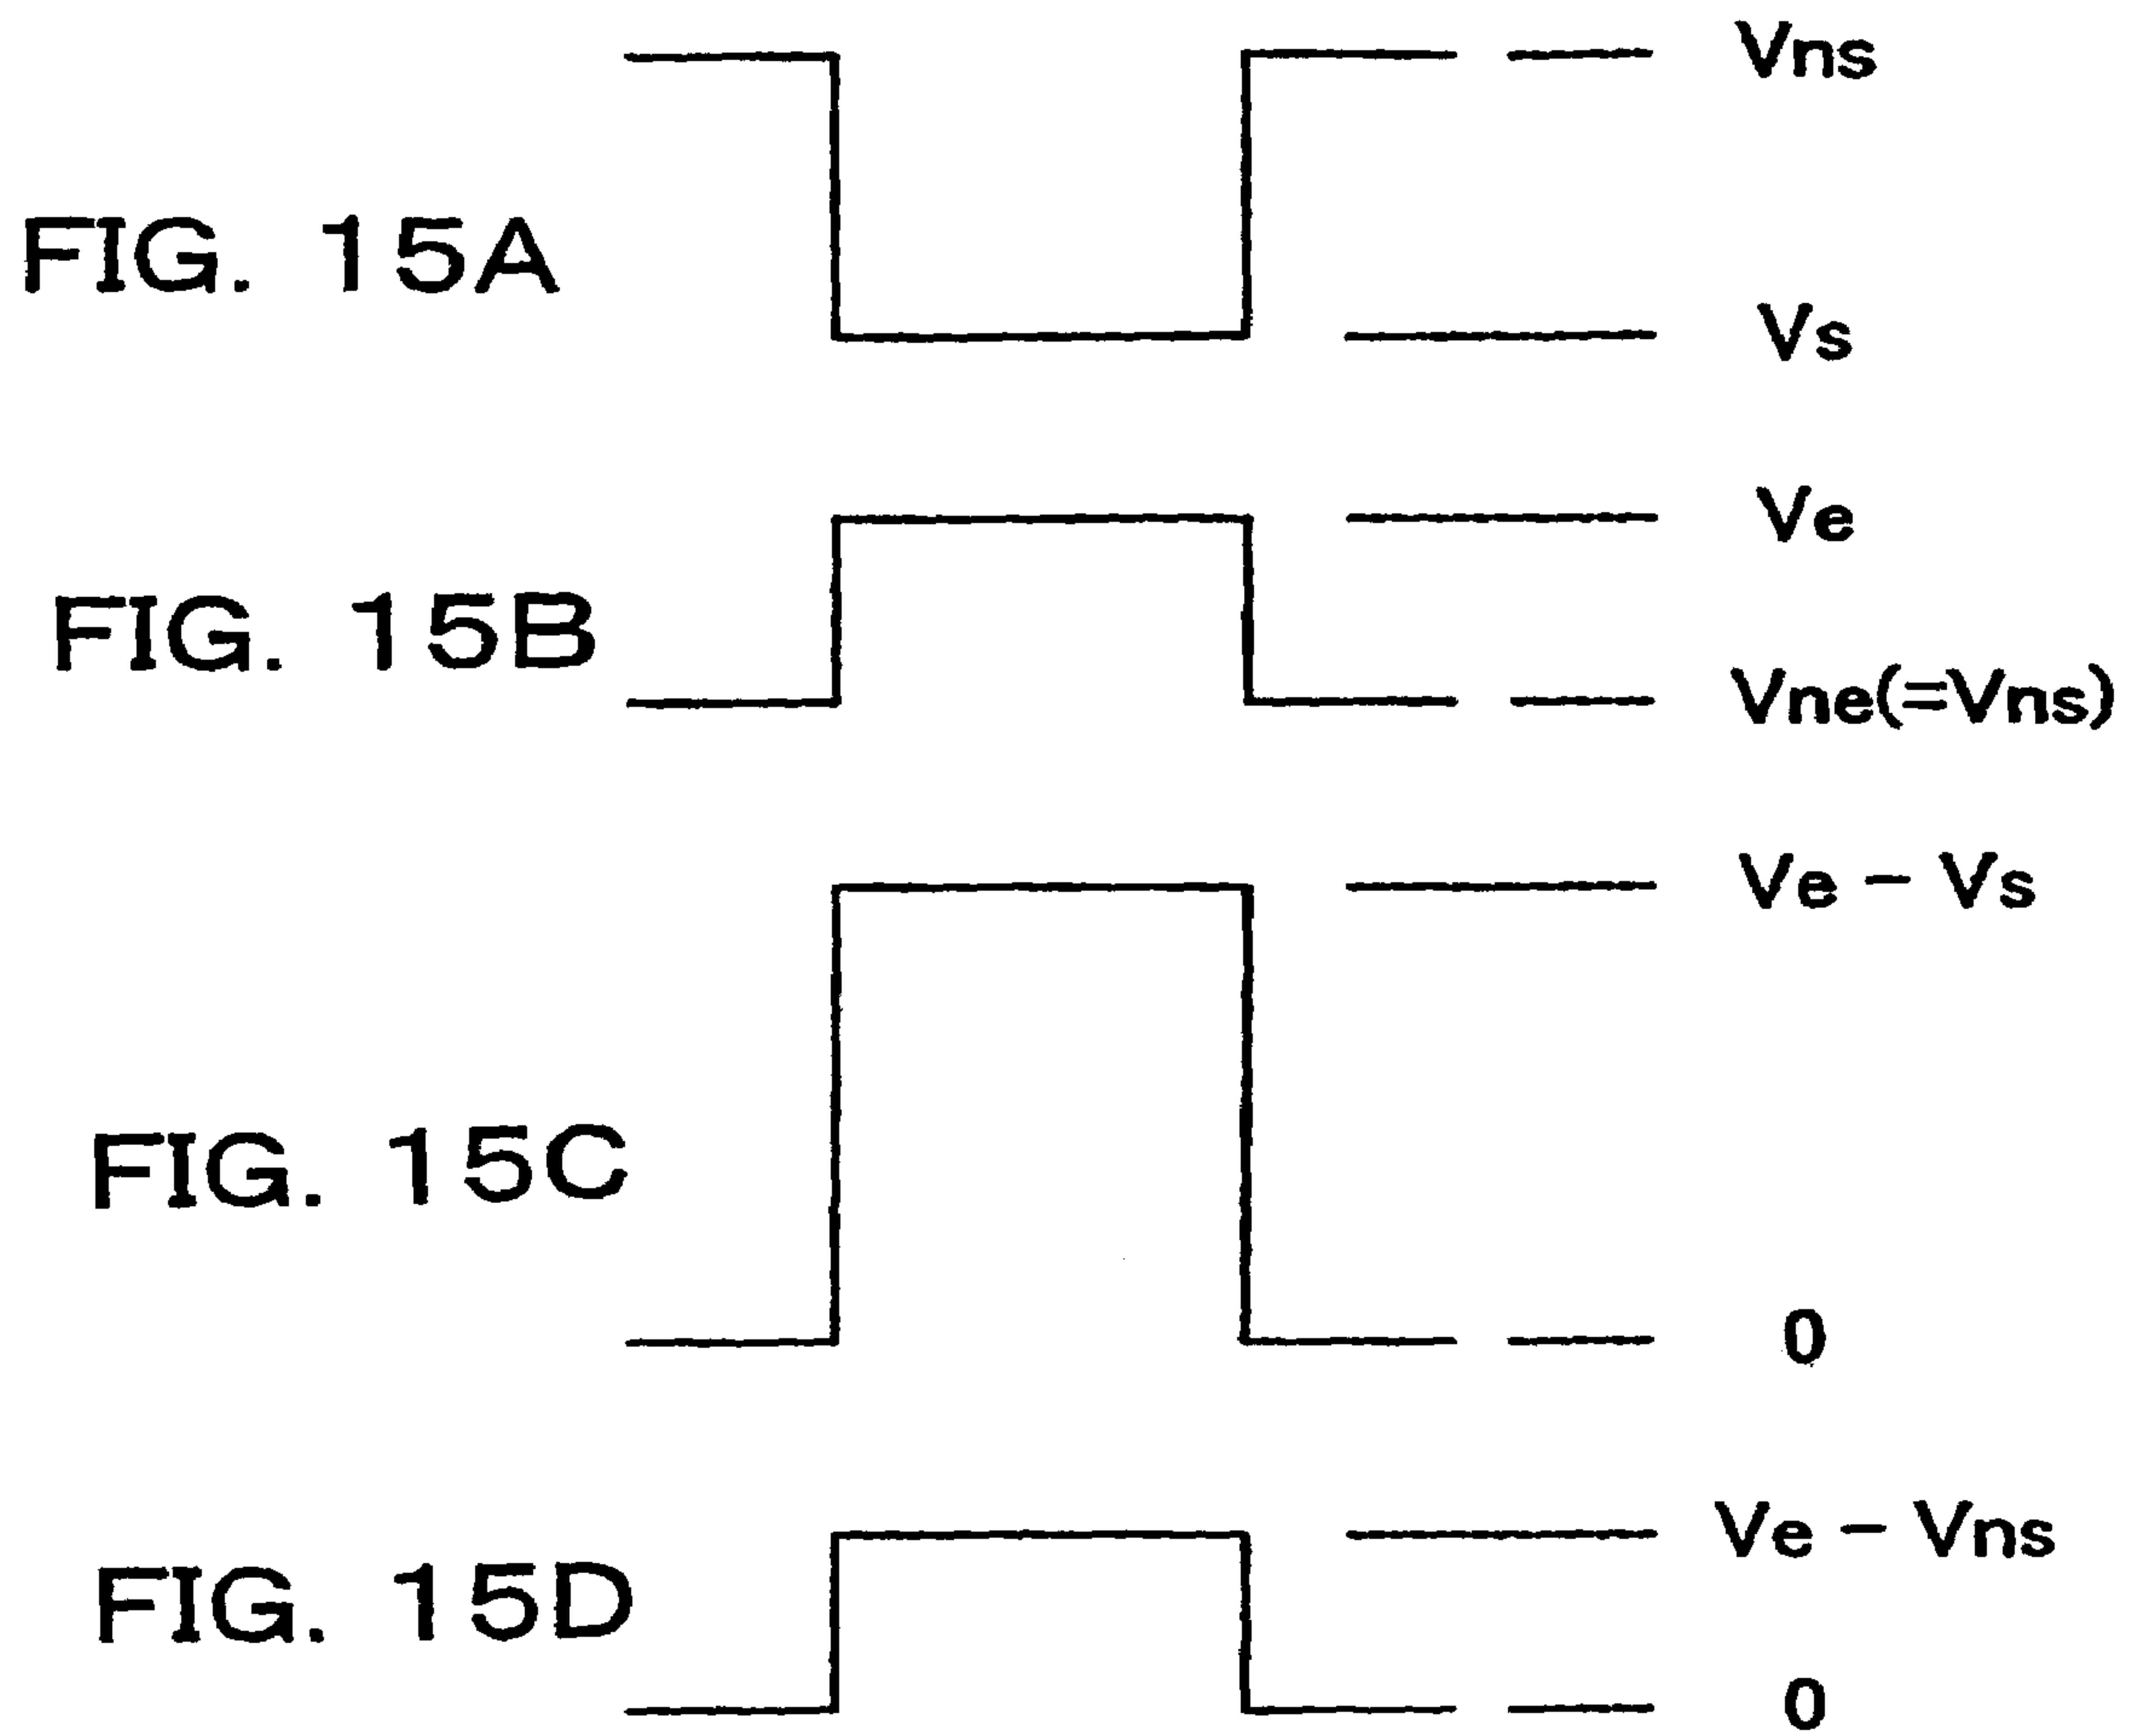 Vns
FIG. 15A
Vs
Ve
FIG. 15B
Vne(=Vns)
Ve - Vs
FIG. 15C
0
Ve - Vns
FIG. 15D
0